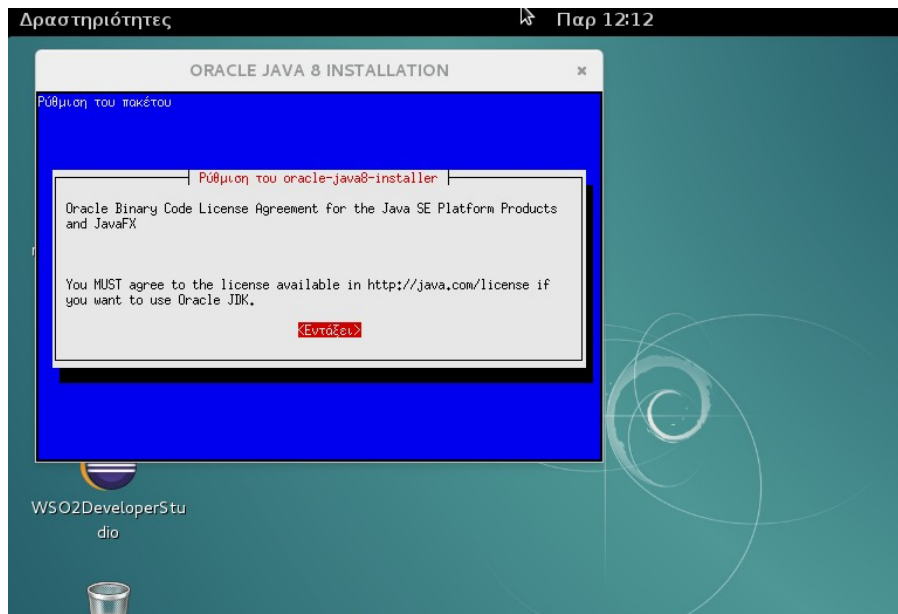 Δραστηριότητες
Παρ 12:12
ORACLE JAVA 8 INSTALLATION
Ρύθμιση του πακέτου
Ρύθμιση του oracle-java8-installer
Oracle Binary Code License Agreement for the Java SE Platform Products
and JavaFX
You MUST agree to the license available in http://java.com/license if
you want to use Oracle JDK.
<Εντάξει>
WSO2DeveloperStu
dio